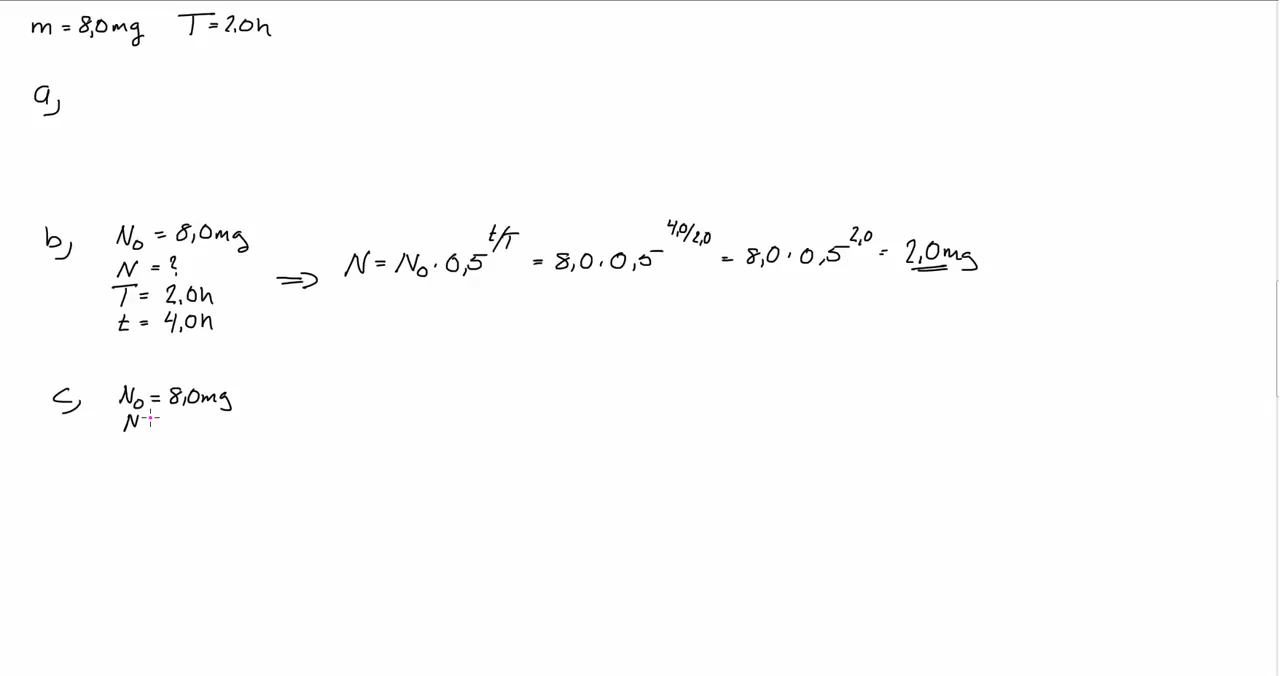 m = 8,0mg T = 2,0h
a,
b, N₀ = 8,0mg
N = ?
T = 2,0h
t = 4,0h
⇒ N = N₀ · 0,5^(t/T) = 8,0 · 0,5^(4,0/2,0) = 8,0 · 0,5^(2,0) = 2,0mg
c, N₀ = 8,0mg
N